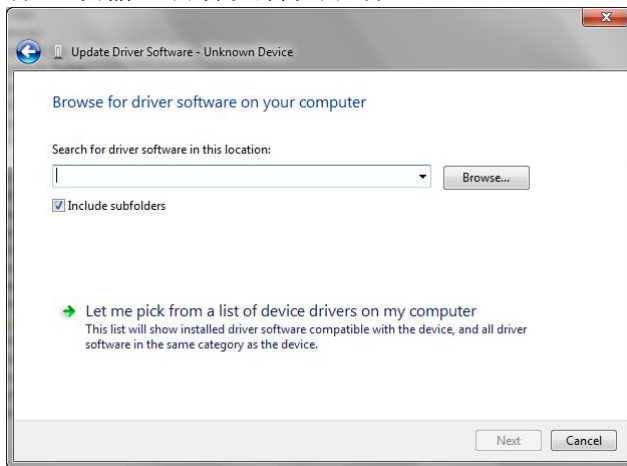 Update Driver Software - Unknown Device
Browse for driver software on your computer
Search for driver software in this location:
Browse...
Include subfolders
Let me pick from a list of device drivers on my computer
This list will show installed driver software compatible with the device, and all driver
software in the same category as the device.
Next
Cancel